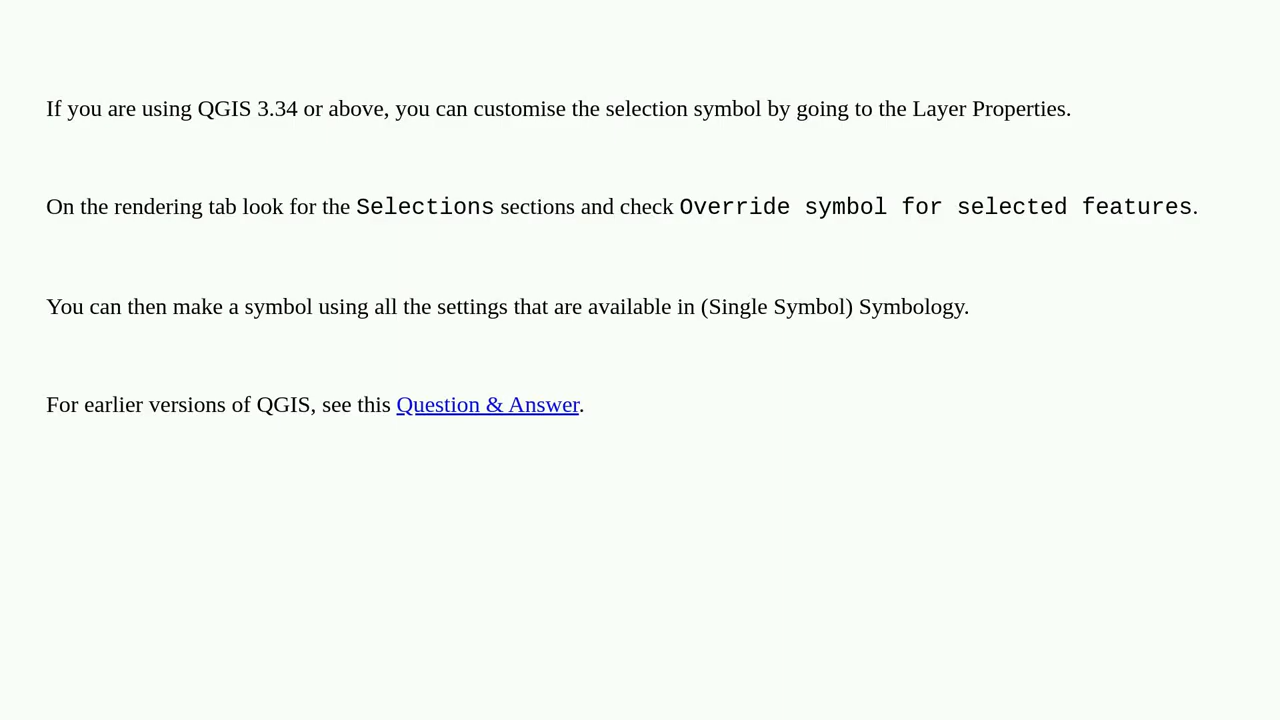 If you are using QGIS 3.34 or above, you can customise the selection symbol by going to the Layer Properties.
On the rendering tab look for the Selections sections and check Override symbol for selected features.
You can then make a symbol using all the settings that are available in (Single Symbol) Symbology.
For earlier versions of QGIS, see this Question & Answer.